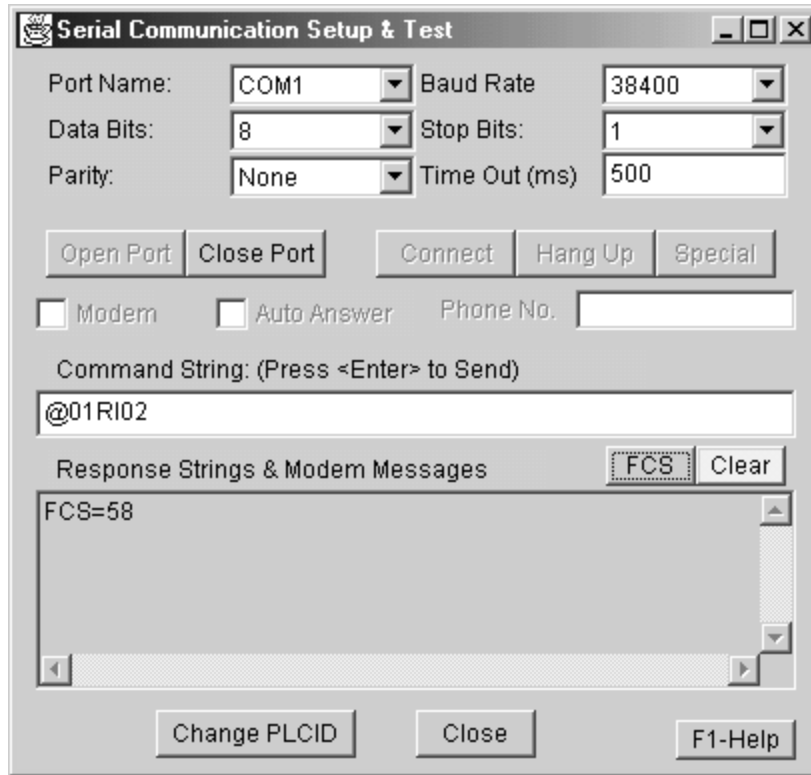 Serial Communication Setup & Test
Port Name: COM1 Baud Rate 38400
Data Bits: 8 Stop Bits: 1
Parity: None Time Out (ms) 500
Open Port Close Port Connect Hang Up Special
Modem Auto Answer Phone No.
Command String: (Press <Enter> to Send)
@01RI02
Response Strings & Modem Messages FCS Clear
FCS=58
Change PLCID Close F1-Help